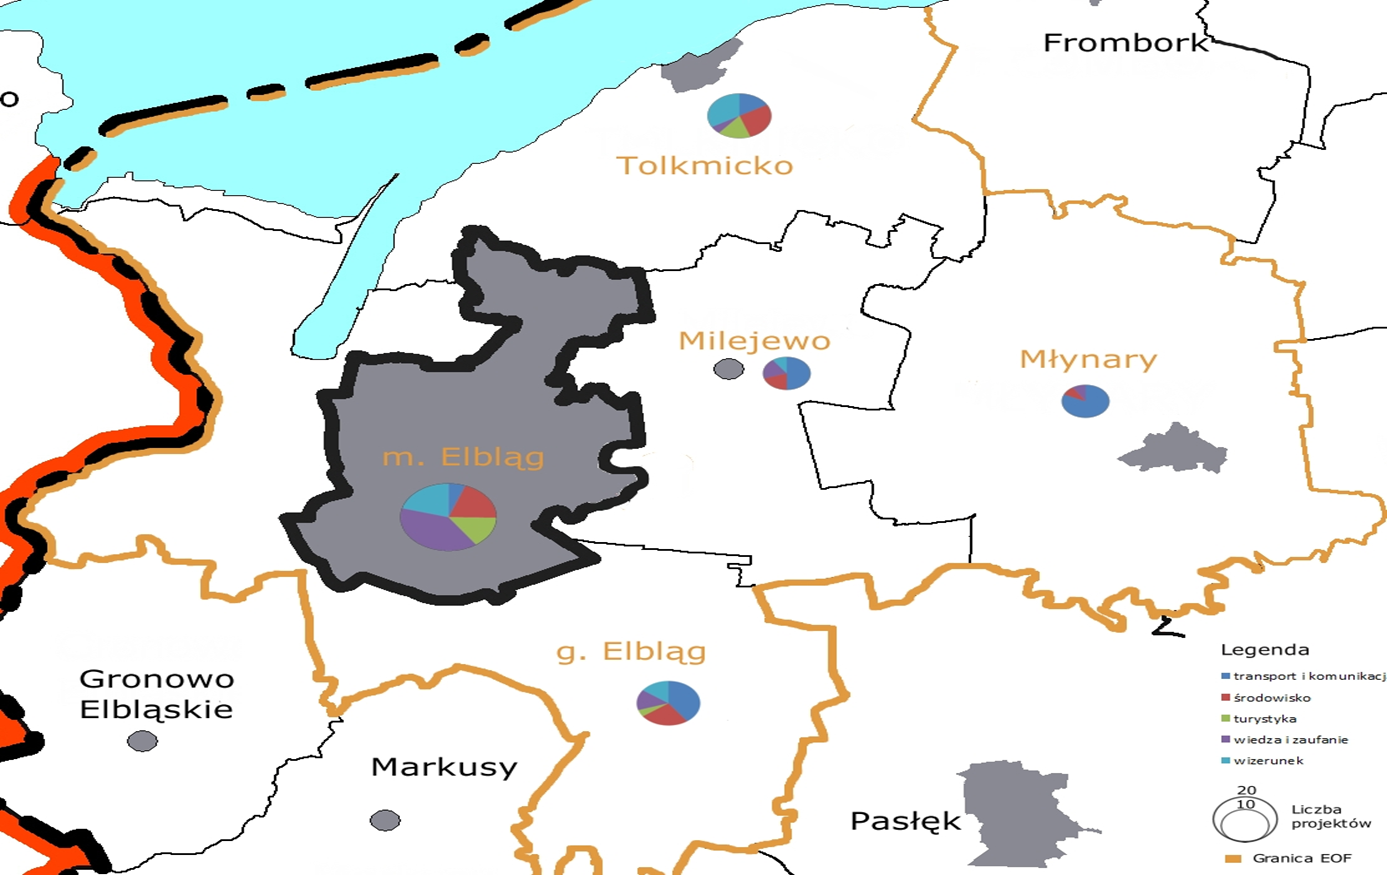 Frombork
o
Tolkmicko
Milejewo
Młynary
m. Elbląg
g. Elbląg
Gronowo
Elbląskie
Markusy
Pasłęk
Legenda
transport i komunikacj
środowisko
turystyka
wiedza i zaufanie
wizerunek
20
10
Liczba
projektów
Granica EOF